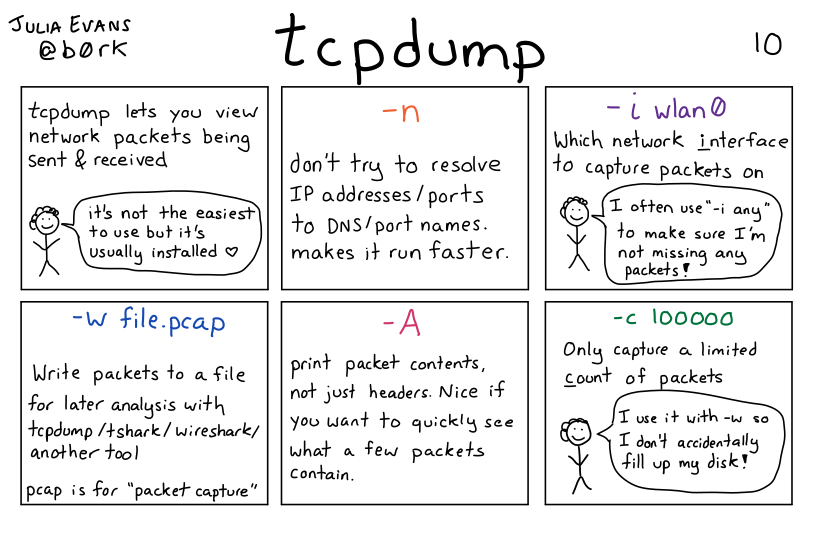 JULIA EVANS
@b0rk
tcpdump
10
tcpdump lets you view
network packets being
sent & received
it's not the easiest
to use but it's
usually installed ♡
-n
don't try to resolve
IP addresses/ports
to DNS/port names.
makes it run faster.
-i wlan0
Which network interface
to capture packets on
I often use "-i any"
to make sure I'm
not missing any
packets!
-w file.pcap
Write packets to a file
for later analysis with
tcpdump/tshark/wireshark/
another tool
pcap is for "packet capture"
-A
print packet contents,
not just headers. Nice if
you want to quickly see
what a few packets
contain.
-c 100000
Only capture a limited
count of packets
I use it with -w so
I don't accidentally
fill up my disk!